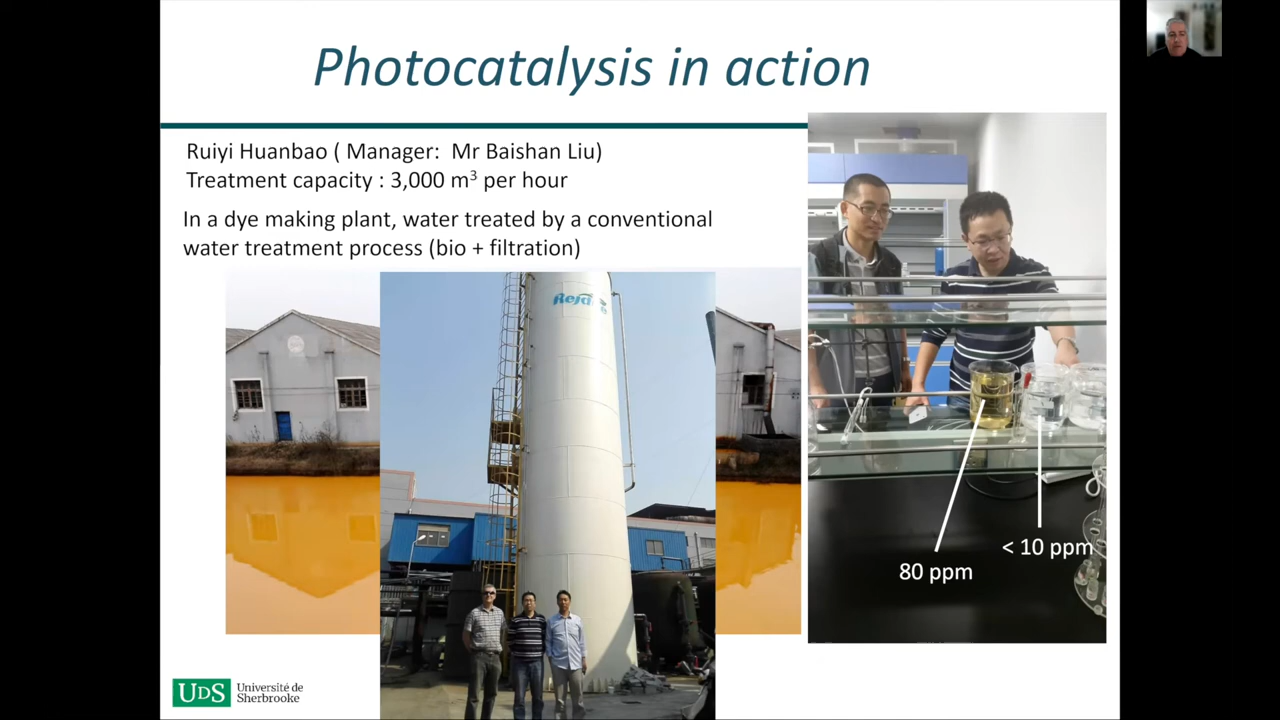 Photocatalysis in action
Ruiyi Huanbao ( Manager:  Mr Baishan Liu)
Treatment capacity : 3,000 m³ per hour
In a dye making plant, water treated by a conventional
water treatment process (bio + filtration)
< 10 ppm
80 ppm
UDS Université de
Sherbrooke